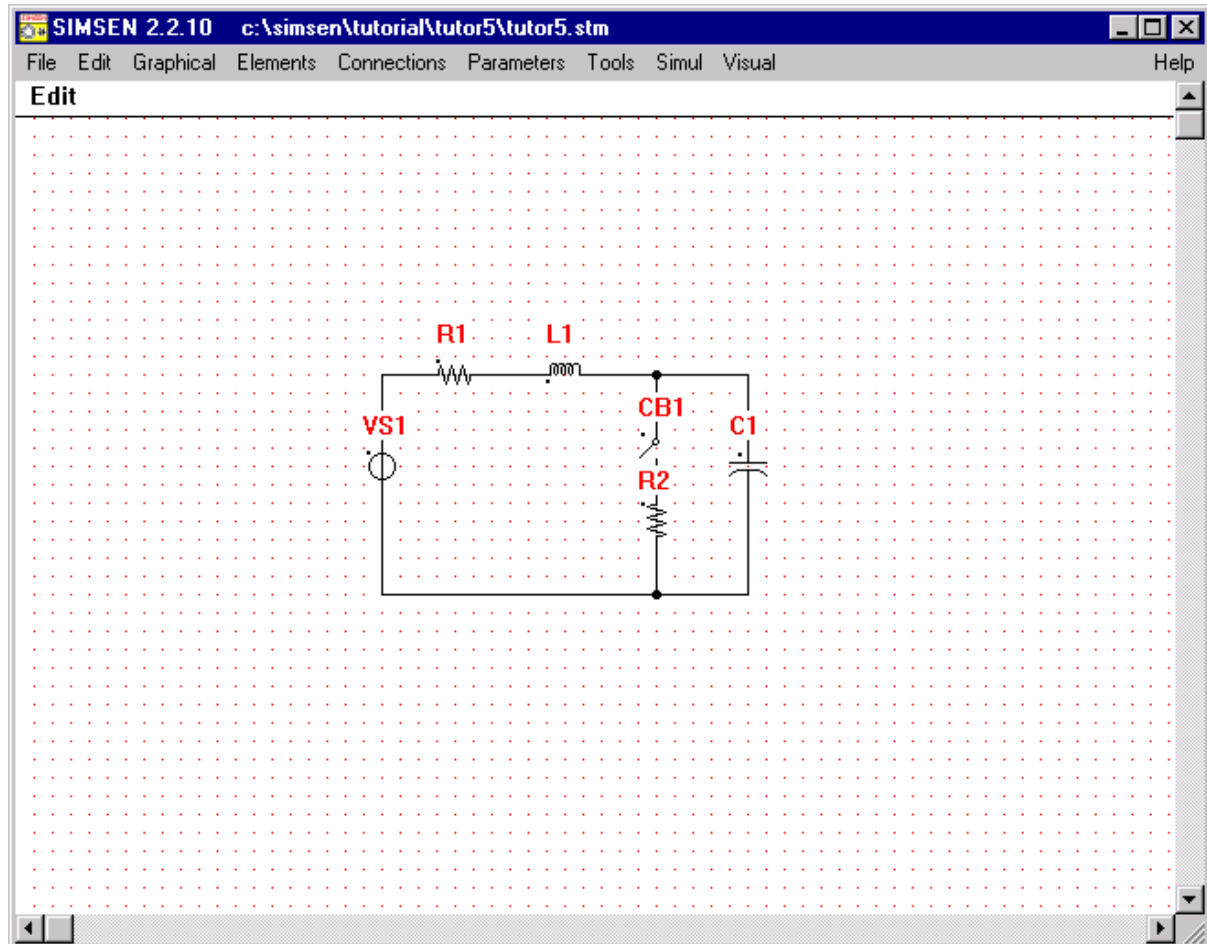 SIMSEN 2.2.10 c:\simsen\tutorial\tutor5\tutor5.stm
File Edit Graphical Elements Connections Parameters Tools Simul Visual Help
Edit
R1 L1
CB1
VS1 C1
R2